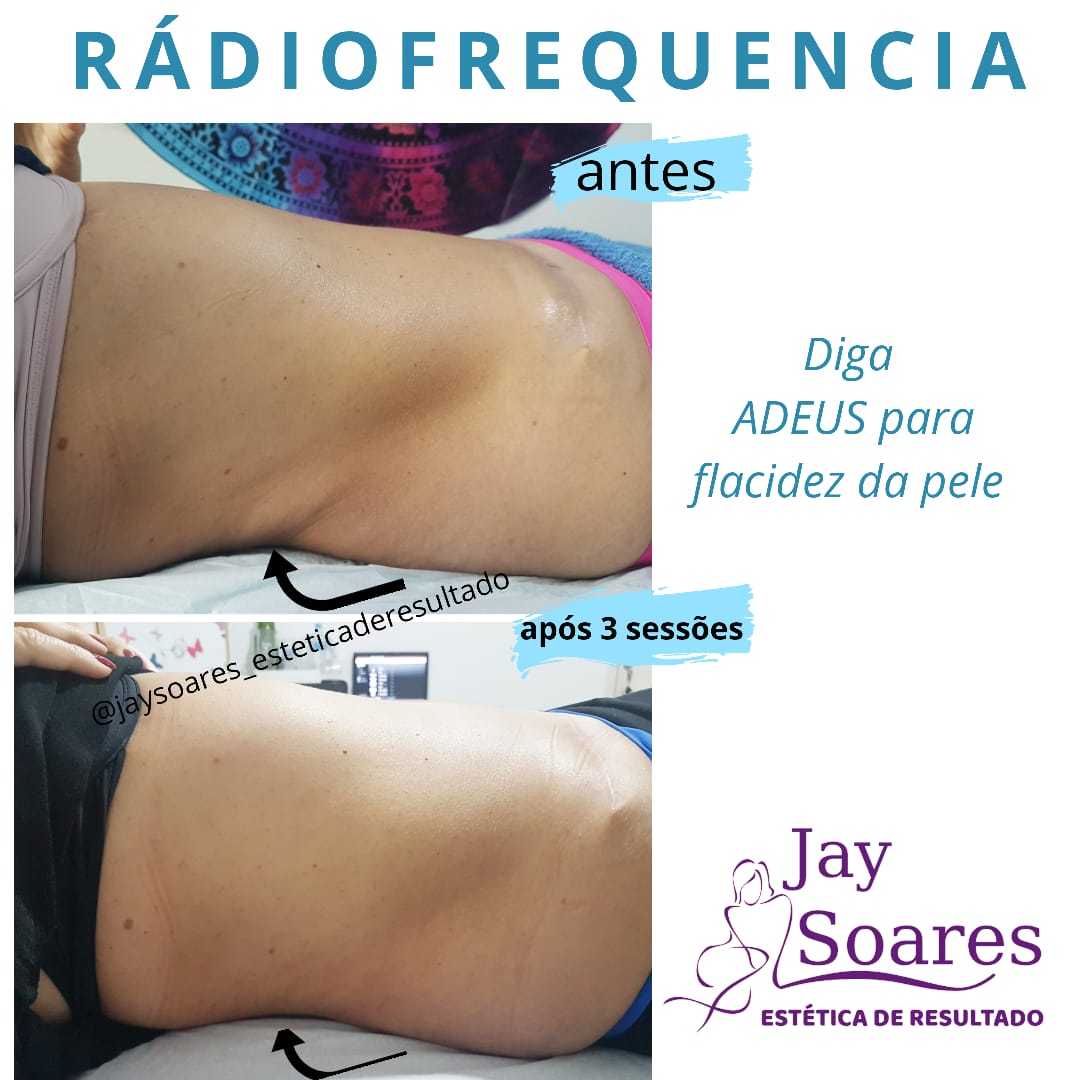 RÁDIOFREQUENCIA
antes
Diga
ADEUS para
flacidez da pele
@jaysoares_esteticaderesultado
após 3 sessões
Jay
Soares
ESTÉTICA DE RESULTADO